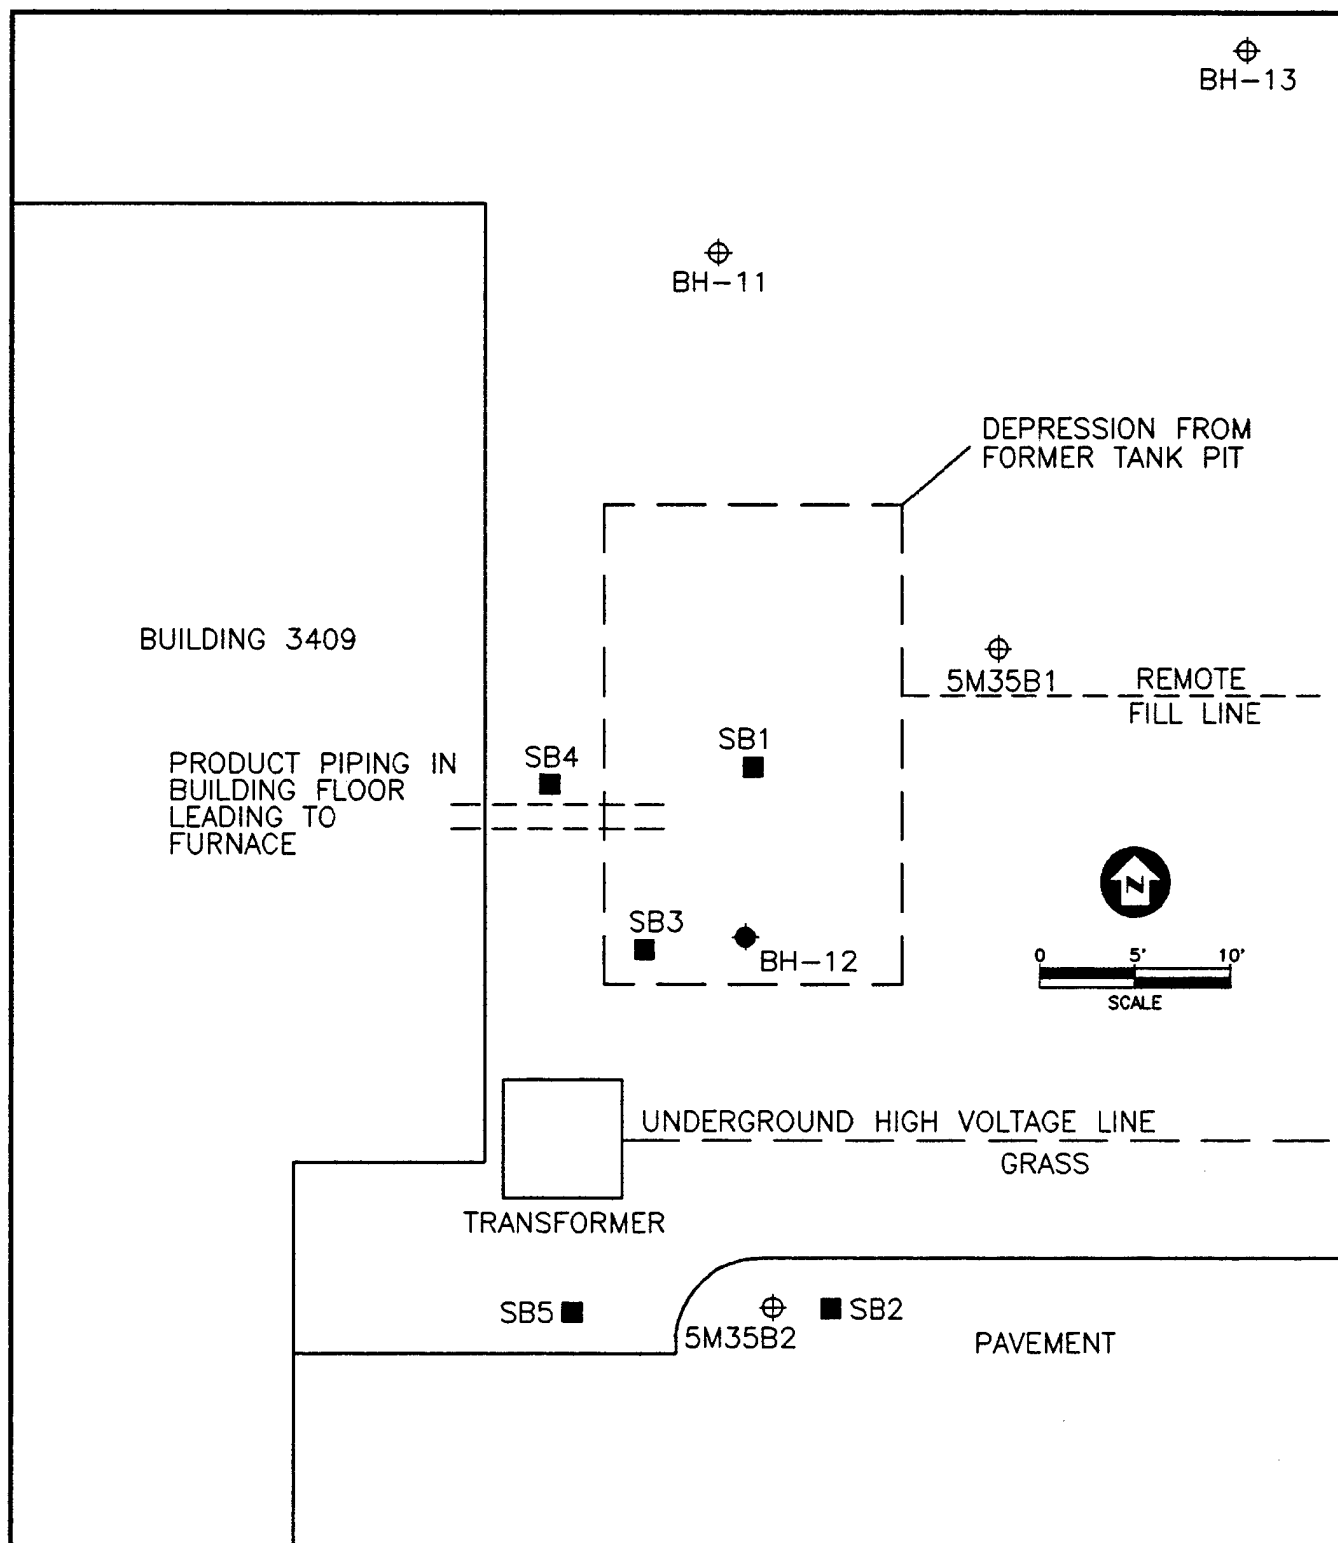 BH-13
BH-11
DEPRESSION FROM
FORMER TANK PIT
BUILDING 3409
5M35B1
REMOTE
FILL LINE
SB1
SB4
PRODUCT PIPING IN
BUILDING FLOOR
LEADING TO
FURNACE
N
SB3
BH-12
0 5' 10'
SCALE
UNDERGROUND HIGH VOLTAGE LINE
GRASS
TRANSFORMER
SB5
5M35B2
SB2
PAVEMENT